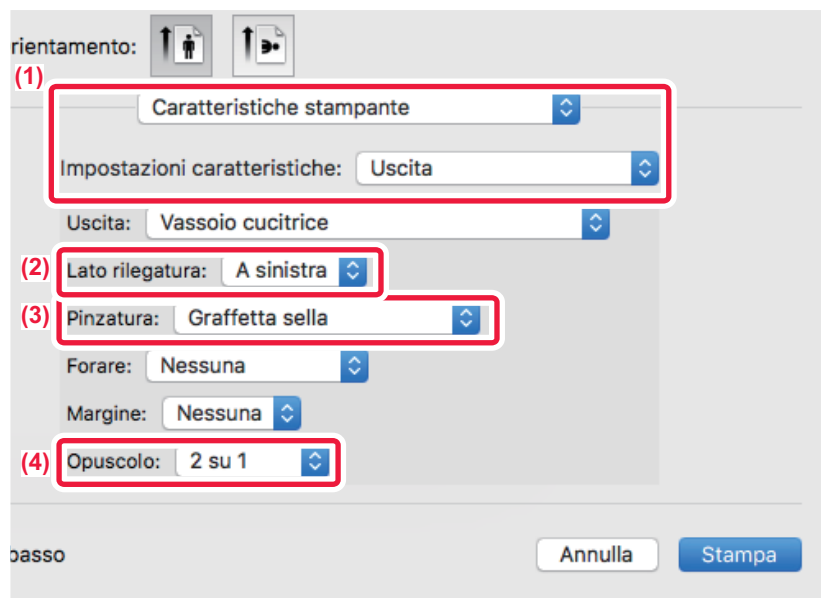 rientamento:
(1)
Caratteristiche stampante
Impostazioni caratteristiche: Uscita
Uscita: Vassoio cucitrice
(2) Lato rilegatura: A sinistra
(3) Pinzatura: Graffetta sella
Forare: Nessuna
Margine: Nessuna
(4) Opuscolo: 2 su 1
passo Annulla Stampa